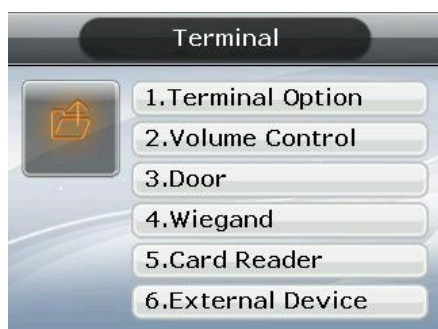 Terminal
1.Terminal Option
2.Volume Control
3.Door
4.Wiegand
5.Card Reader
6.External Device